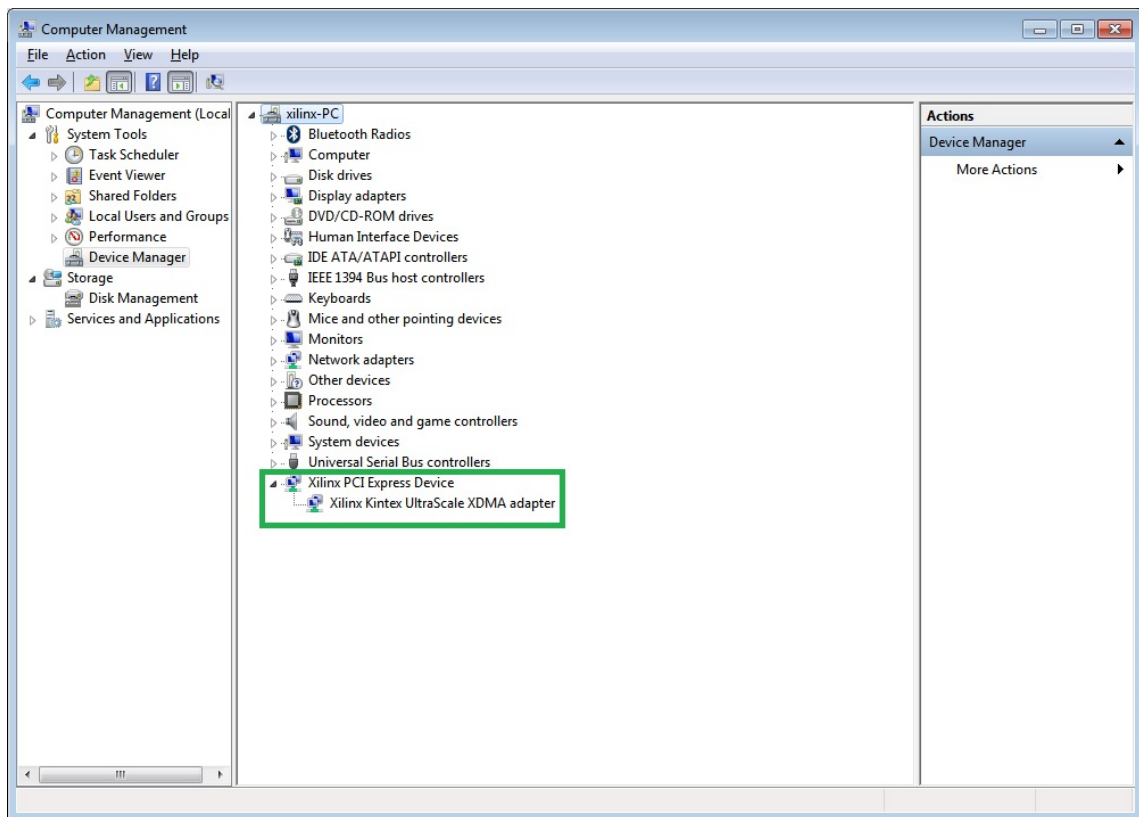 Computer Management
File Action View Help
Computer Management (Local
System Tools
Task Scheduler
Event Viewer
Shared Folders
Local Users and Groups
Performance
Device Manager
Storage
Disk Management
Services and Applications
xilinx-PC
Bluetooth Radios
Computer
Disk drives
Display adapters
DVD/CD-ROM drives
Human Interface Devices
IDE ATA/ATAPI controllers
IEEE 1394 Bus host controllers
Keyboards
Mice and other pointing devices
Monitors
Network adapters
Other devices
Processors
Sound, video and game controllers
System devices
Universal Serial Bus controllers
Xilinx PCI Express Device
Xilinx Kintex UltraScale XDMA adapter
Actions
Device Manager
More Actions